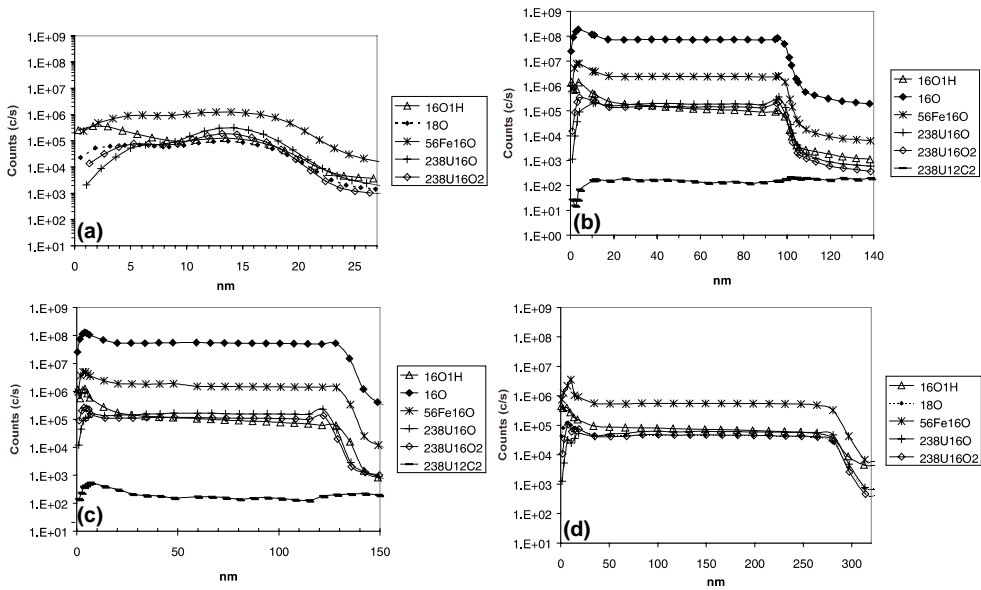 1.E+09
1.E+08
1.E+07
1.E+06
1.E+05
1.E+04
1.E+03
1.E+02
1.E+01
Counts (c/s)
(a)
0 5 10 15 20 25
nm
16O1H
18O
56Fe16O
238U16O
238U16O2
1.E+09
1.E+08
1.E+07
1.E+06
1.E+05
1.E+04
1.E+03
1.E+02
1.E+01
1.E+00
Counts (c/s)
(b)
0 20 40 60 80 100 120 140
nm
16O1H
16O
56Fe16O
238U16O
238U16O2
238U12C2
1.E+09
1.E+08
1.E+07
1.E+06
1.E+05
1.E+04
1.E+03
1.E+02
1.E+01
Counts (c/s)
(c)
0 50 100 150
nm
16O1H
16O
56Fe16O
238U16O
238U16O2
238U12C2
1.E+09
1.E+08
1.E+07
1.E+06
1.E+05
1.E+04
1.E+03
1.E+02
1.E+01
Counts (c/s)
(d)
0 50 100 150 200 250 300
nm
16O1H
18O
56Fe16O
238U16O
238U16O2